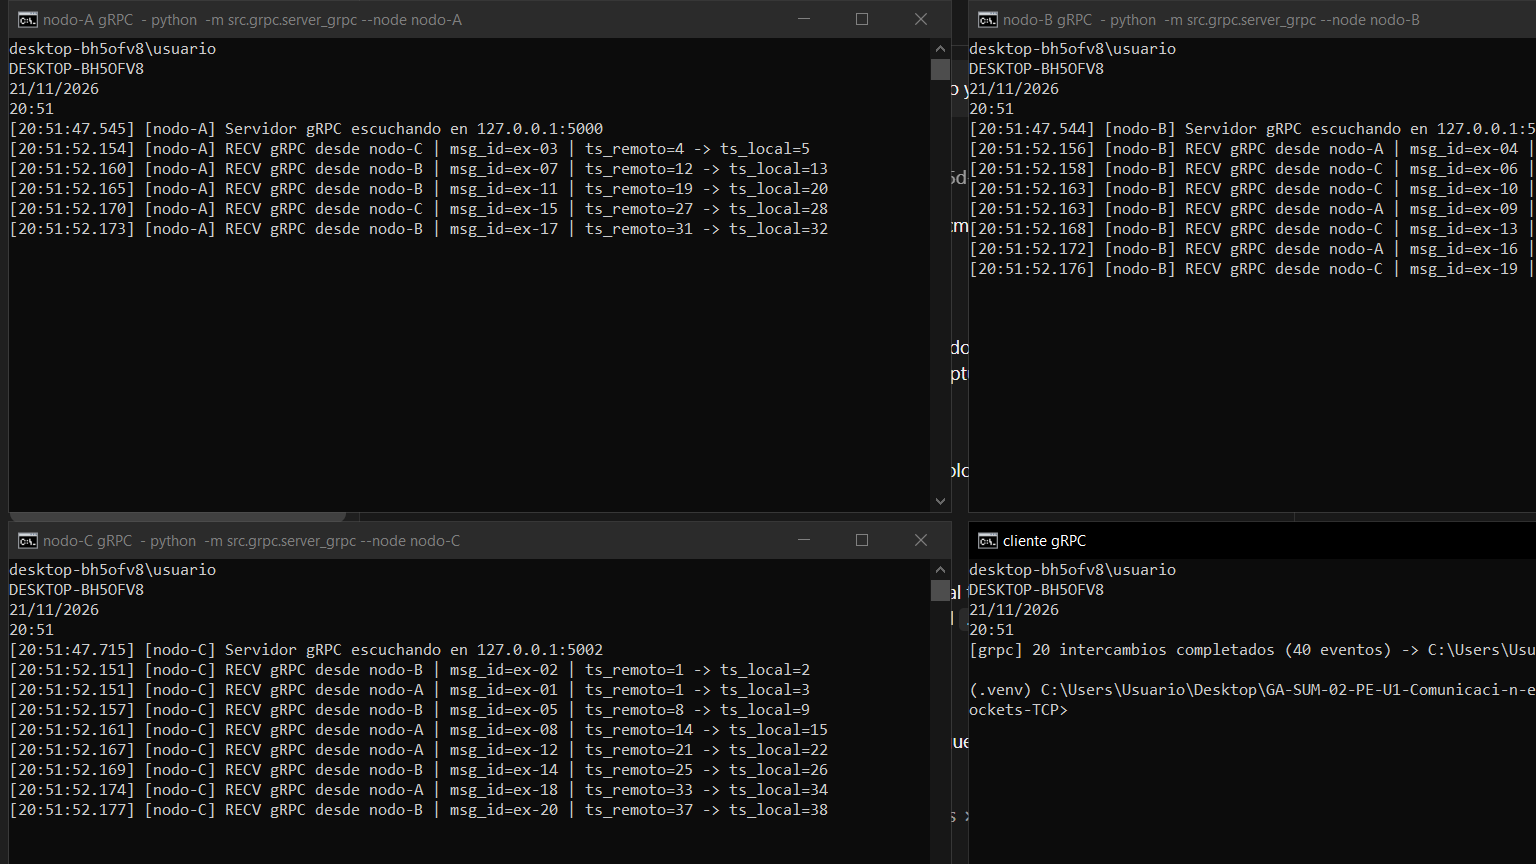 nodo-A gRPC - python -m src.grpc.server_grpc --node nodo-A
desktop-bh5ofv8\usuario
DESKTOP-BH5OFV8
21/11/2026
20:51
[20:51:47.545] [nodo-A] Servidor gRPC escuchando en 127.0.0.1:5000
[20:51:52.154] [nodo-A] RECV gRPC desde nodo-C | msg_id=ex-03 | ts_remoto=4 -> ts_local=5
[20:51:52.160] [nodo-A] RECV gRPC desde nodo-B | msg_id=ex-07 | ts_remoto=12 -> ts_local=13
[20:51:52.165] [nodo-A] RECV gRPC desde nodo-B | msg_id=ex-11 | ts_remoto=19 -> ts_local=20
[20:51:52.170] [nodo-A] RECV gRPC desde nodo-C | msg_id=ex-15 | ts_remoto=27 -> ts_local=28
[20:51:52.173] [nodo-A] RECV gRPC desde nodo-B | msg_id=ex-17 | ts_remoto=31 -> ts_local=32
nodo-B gRPC - python -m src.grpc.server_grpc --node nodo-B
desktop-bh5ofv8\usuario
DESKTOP-BH5OFV8
21/11/2026
20:51
[20:51:47.544] [nodo-B] Servidor gRPC escuchando en 127.0.0.1:5
[20:51:52.156] [nodo-B] RECV gRPC desde nodo-A | msg_id=ex-04 |
[20:51:52.158] [nodo-B] RECV gRPC desde nodo-C | msg_id=ex-06 |
[20:51:52.163] [nodo-B] RECV gRPC desde nodo-C | msg_id=ex-10 |
[20:51:52.163] [nodo-B] RECV gRPC desde nodo-A | msg_id=ex-09 |
[20:51:52.168] [nodo-B] RECV gRPC desde nodo-C | msg_id=ex-13 |
[20:51:52.172] [nodo-B] RECV gRPC desde nodo-A | msg_id=ex-16 |
[20:51:52.176] [nodo-B] RECV gRPC desde nodo-C | msg_id=ex-19 |
nodo-C gRPC - python -m src.grpc.server_grpc --node nodo-C
desktop-bh5ofv8\usuario
DESKTOP-BH5OFV8
21/11/2026
20:51
[20:51:47.715] [nodo-C] Servidor gRPC escuchando en 127.0.0.1:5002
[20:51:52.151] [nodo-C] RECV gRPC desde nodo-B | msg_id=ex-02 | ts_remoto=1 -> ts_local=2
[20:51:52.151] [nodo-C] RECV gRPC desde nodo-A | msg_id=ex-01 | ts_remoto=1 -> ts_local=3
[20:51:52.157] [nodo-C] RECV gRPC desde nodo-B | msg_id=ex-05 | ts_remoto=8 -> ts_local=9
[20:51:52.161] [nodo-C] RECV gRPC desde nodo-A | msg_id=ex-08 | ts_remoto=14 -> ts_local=15
[20:51:52.167] [nodo-C] RECV gRPC desde nodo-A | msg_id=ex-12 | ts_remoto=21 -> ts_local=22
[20:51:52.169] [nodo-C] RECV gRPC desde nodo-B | msg_id=ex-14 | ts_remoto=25 -> ts_local=26
[20:51:52.174] [nodo-C] RECV gRPC desde nodo-A | msg_id=ex-18 | ts_remoto=33 -> ts_local=34
[20:51:52.177] [nodo-C] RECV gRPC desde nodo-B | msg_id=ex-20 | ts_remoto=37 -> ts_local=38
cliente gRPC
desktop-bh5ofv8\usuario
DESKTOP-BH5OFV8
21/11/2026
20:51
[grpc] 20 intercambios completados (40 eventos) -> C:\Users\Usu
(.venv) C:\Users\Usuario\Desktop\GA-SUM-02-PE-U1-Comunicaci-n-e
ockets-TCP>